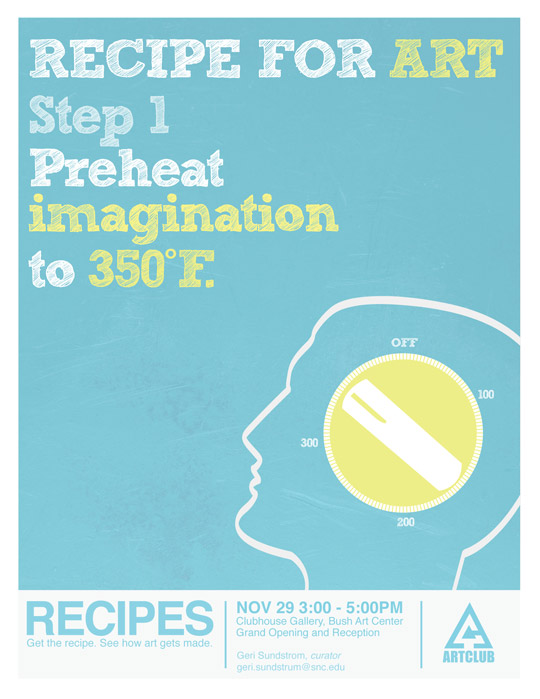 RECIPE FOR ART
Step 1
Preheat
imagination
to 350°F.
OFF
100
300
200
RECIPES
Get the recipe. See how art gets made.
NOV 29 3:00 - 5:00PM
Clubhouse Gallery, Bush Art Center
Grand Opening and Reception
Geri Sundstrom, curator
geri.sundstrum@snc.edu
ARTCLUB